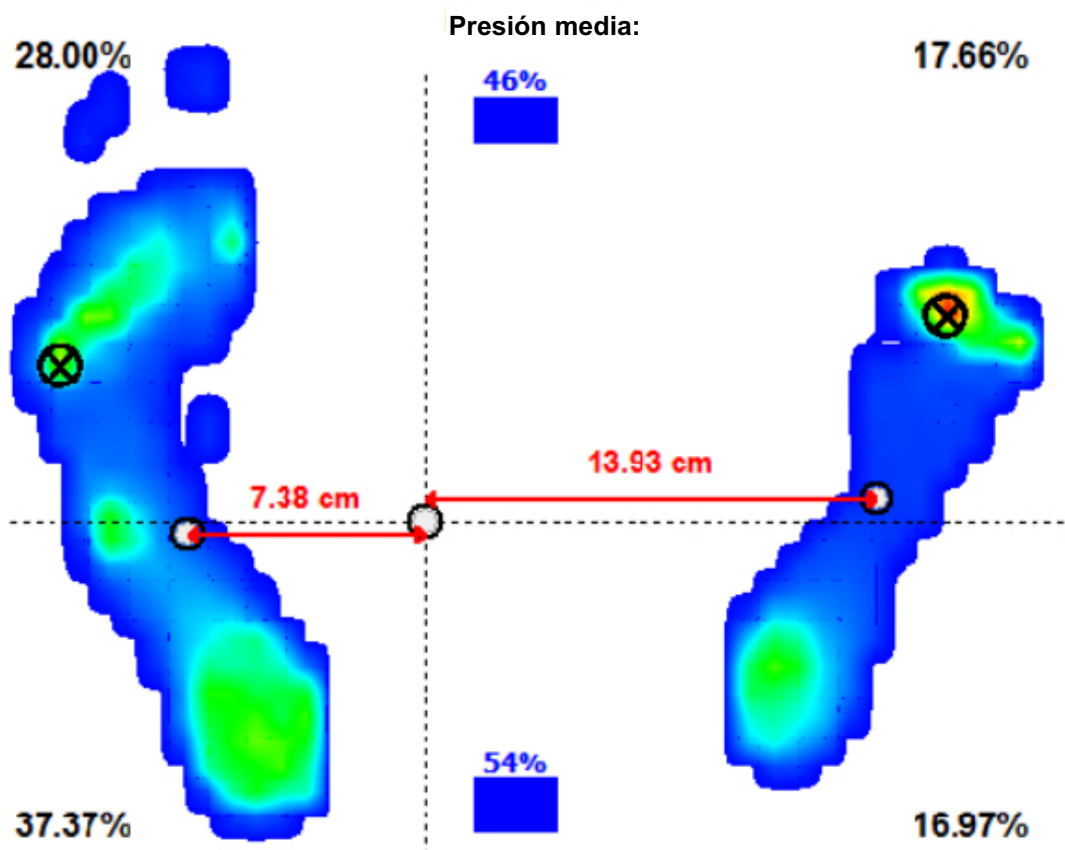 Presión media:
28.00%
17.66%
46%
13.93 cm
7.38 cm
54%
37.37%
16.97%